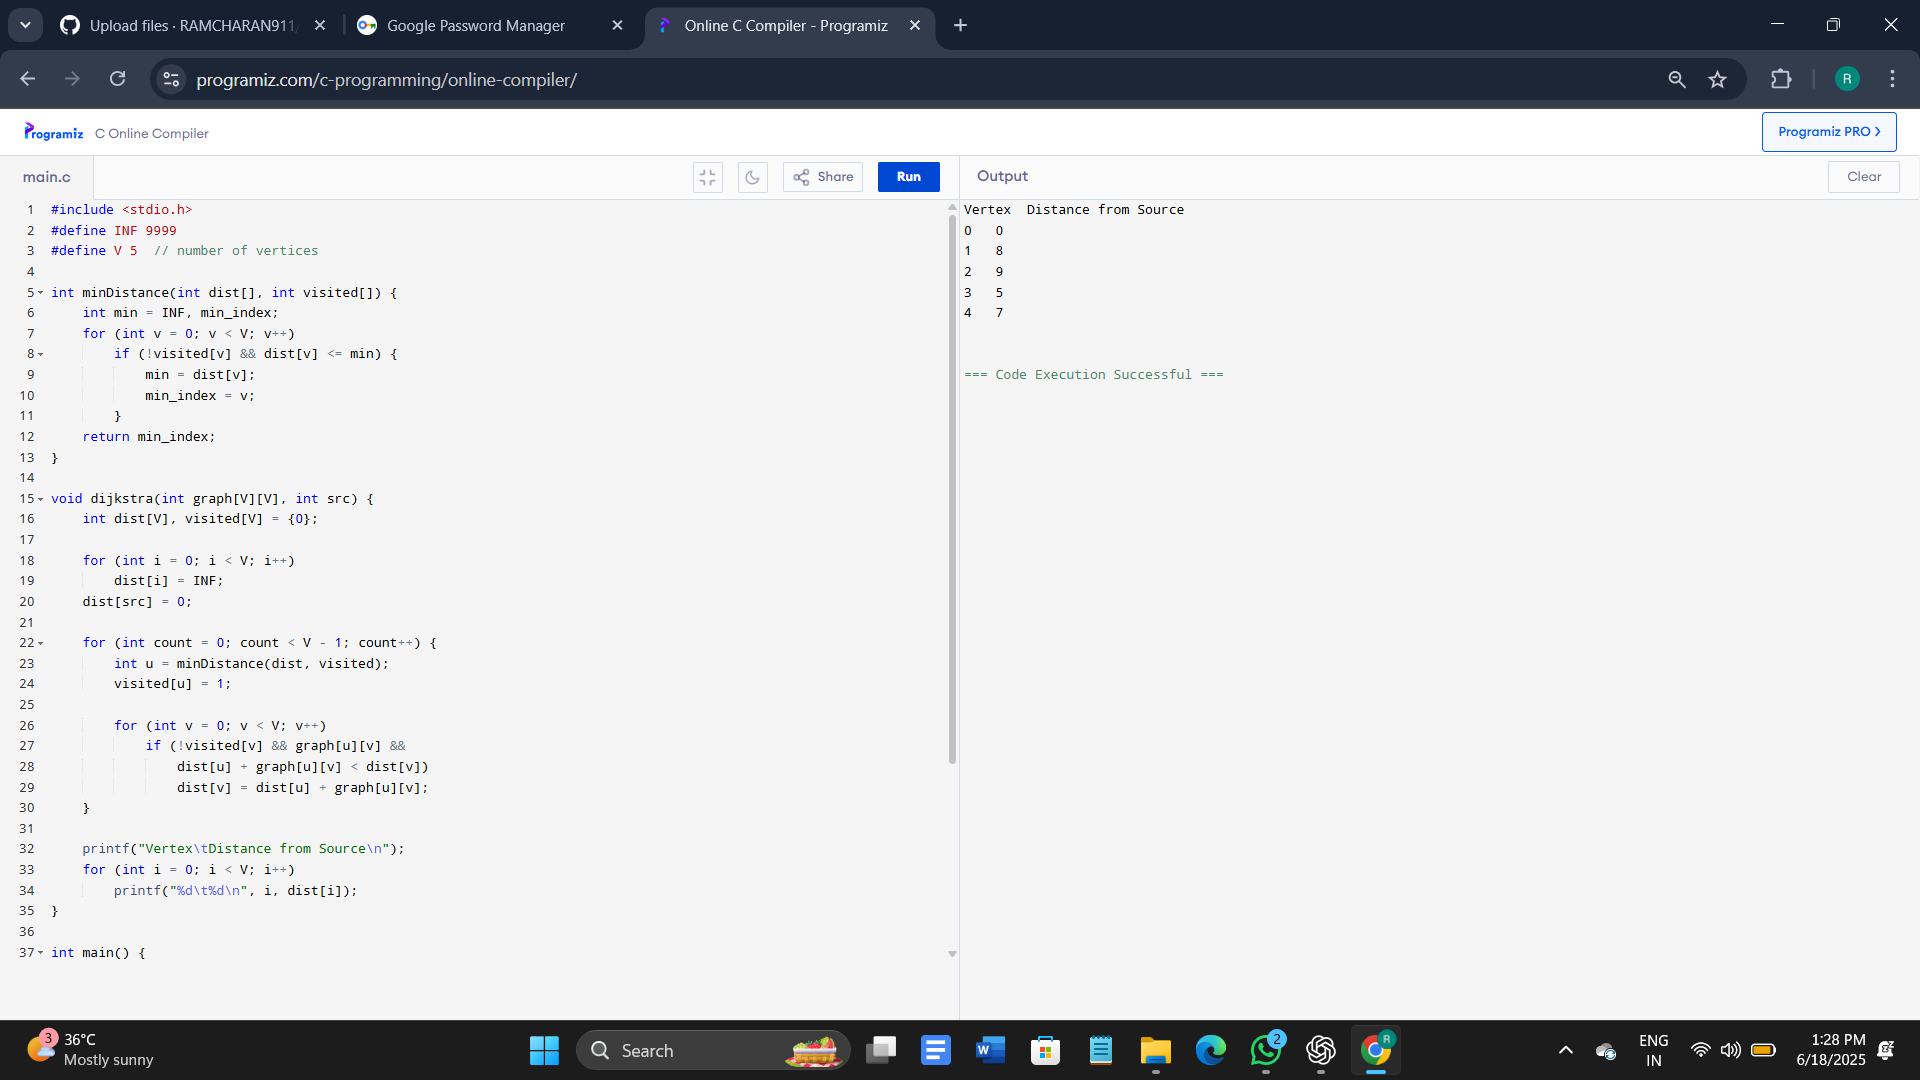 Upload files · RAMCHARAN911/
Google Password Manager
Online C Compiler - Programiz
programiz.com/c-programming/online-compiler/
R
Programiz C Online Compiler
Programiz PRO >
main.c
Share
Run
Output
Clear
1 #include <stdio.h>
2 #define INF 9999
3 #define V 5  // number of vertices
4
5 int minDistance(int dist[], int visited[]) {
6     int min = INF, min_index;
7     for (int v = 0; v < V; v++)
8         if (!visited[v] && dist[v] <= min) {
9             min = dist[v];
10             min_index = v;
11         }
12     return min_index;
13 }
14
15 void dijkstra(int graph[V][V], int src) {
16     int dist[V], visited[V] = {0};
17
18     for (int i = 0; i < V; i++)
19         dist[i] = INF;
20     dist[src] = 0;
21
22     for (int count = 0; count < V - 1; count++) {
23         int u = minDistance(dist, visited);
24         visited[u] = 1;
25
26         for (int v = 0; v < V; v++)
27             if (!visited[v] && graph[u][v] &&
28                 dist[u] + graph[u][v] < dist[v])
29                 dist[v] = dist[u] + graph[u][v];
30     }
31
32     printf("Vertex\tDistance from Source\n");
33     for (int i = 0; i < V; i++)
34         printf("%d\t%d\n", i, dist[i]);
35 }
36
37 int main() {
Vertex  Distance from Source
0   0
1   8
2   9
3   5
4   7
=== Code Execution Successful ===
3
36°C
Mostly sunny
Search
W
2
R
ENG
IN
1:28 PM
6/18/2025